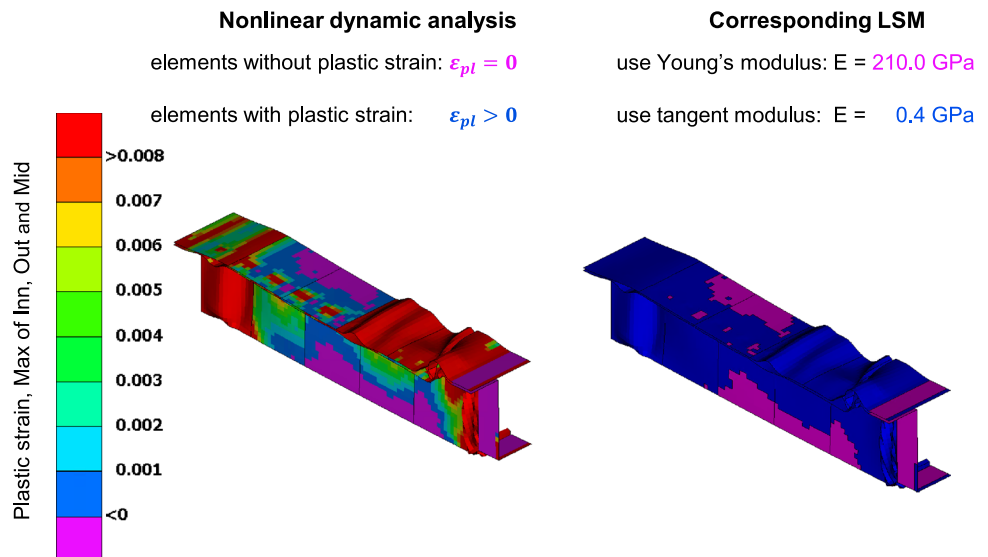 Nonlinear dynamic analysis
Corresponding LSM
elements without plastic strain: εpl = 0
use Young's modulus: E = 210.0 GPa
elements with plastic strain: εpl > 0
use tangent modulus: E = 0.4 GPa
Plastic strain, Max of Inn, Out and Mid
>0.008
0.007
0.006
0.005
0.004
0.003
0.002
0.001
<0